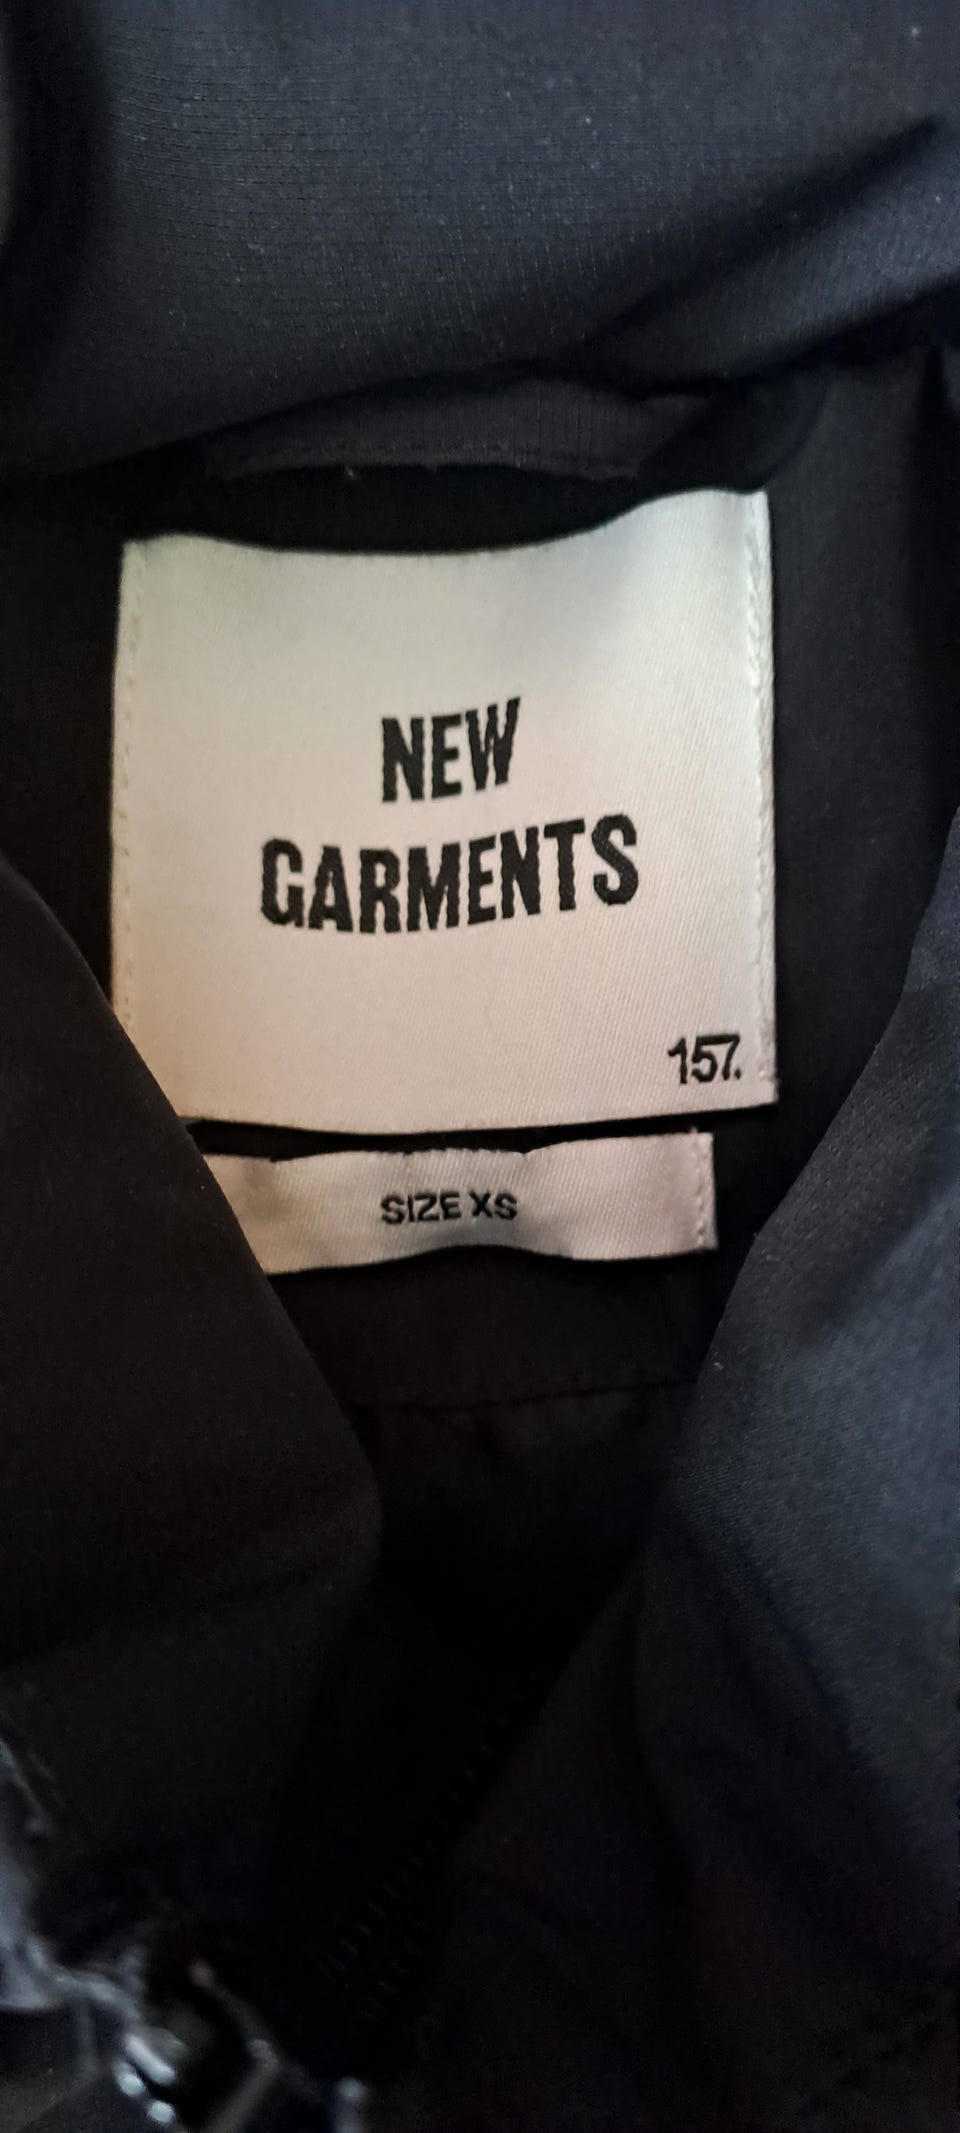 NEW
GARMENTS
157.
SIZE XS